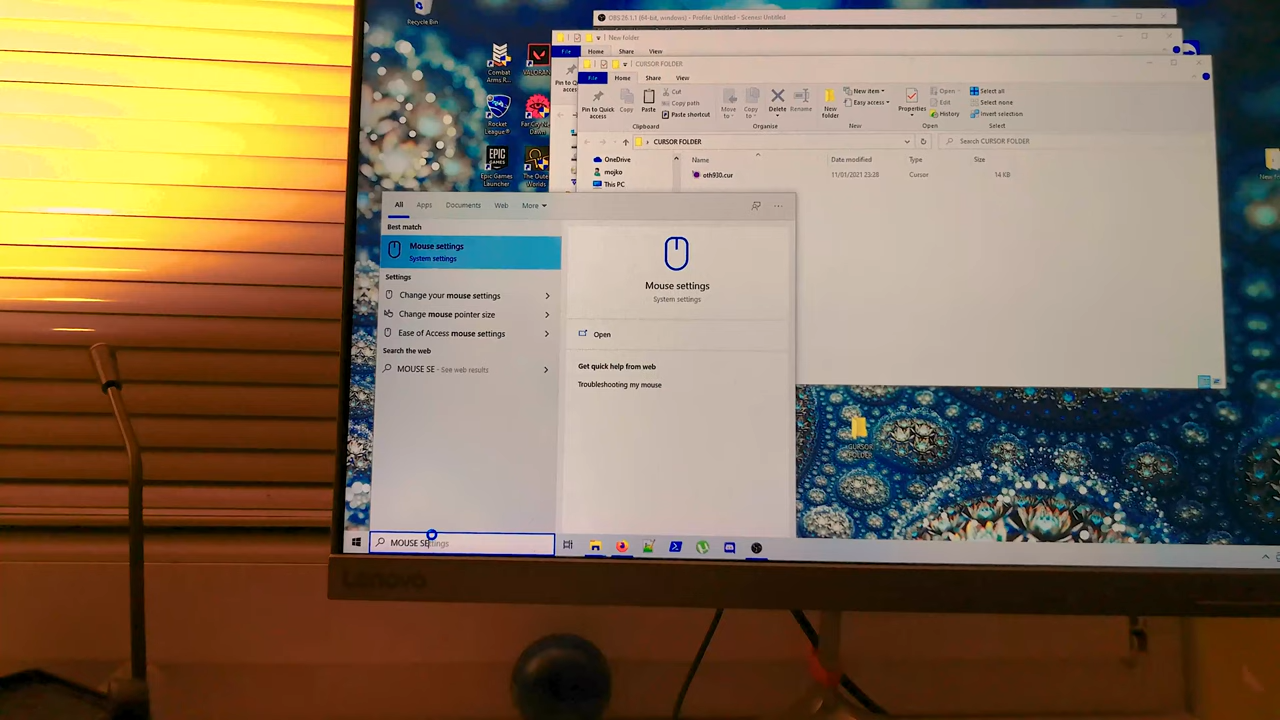 Recycle Bin
OBS 26.1.1 (64-bit, windows) - Profile: Untitled - Scenes: Untitled
New folder
File Home Share View
CURSOR FOLDER
File Home Share View
Combat
Arms R...
VALORAN
Rocket
League®
Far Cry N
Dawn
Epic Games
Launcher
The Oute
Worlds
Pin to Quick
access
Pin to Quick
access
Copy
Paste
Cut
Copy path
Paste shortcut
Clipboard
Move
to
Copy
to
Delete
Rename
Organise
New
folder
New item
Easy access
New
Properties
Open
Edit
History
Open
Select all
Select none
Invert selection
Select
CURSOR FOLDER
Search CURSOR FOLDER
OneDrive
mojko
This PC
Name Date modified Type Size
oth930.cur 11/01/2021 23:28 Cursor 14 KB
New fo
All Apps Documents Web More
Best match
Mouse settings
System settings
Settings
Change your mouse settings
Change mouse pointer size
Ease of Access mouse settings
Search the web
MOUSE SE - See web results
Mouse settings
System settings
Open
Get quick help from web
Troubleshooting my mouse
CURSOR
FOLDER
MOUSE SEttings
Lenovo